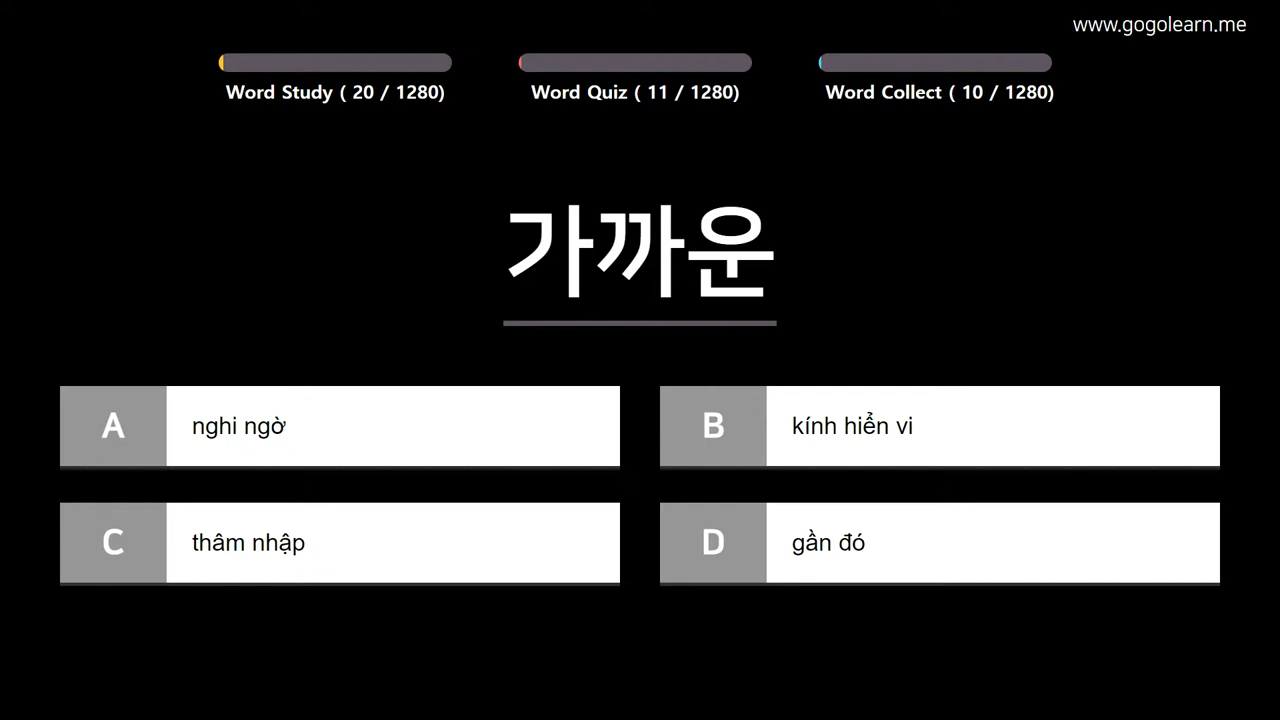 www.gogolearn.me
Word Study ( 20 / 1280)
Word Quiz ( 11 / 1280)
Word Collect ( 10 / 1280)
가까운
A nghi ngờ
B kính hiển vi
C thâm nhập
D gần đó